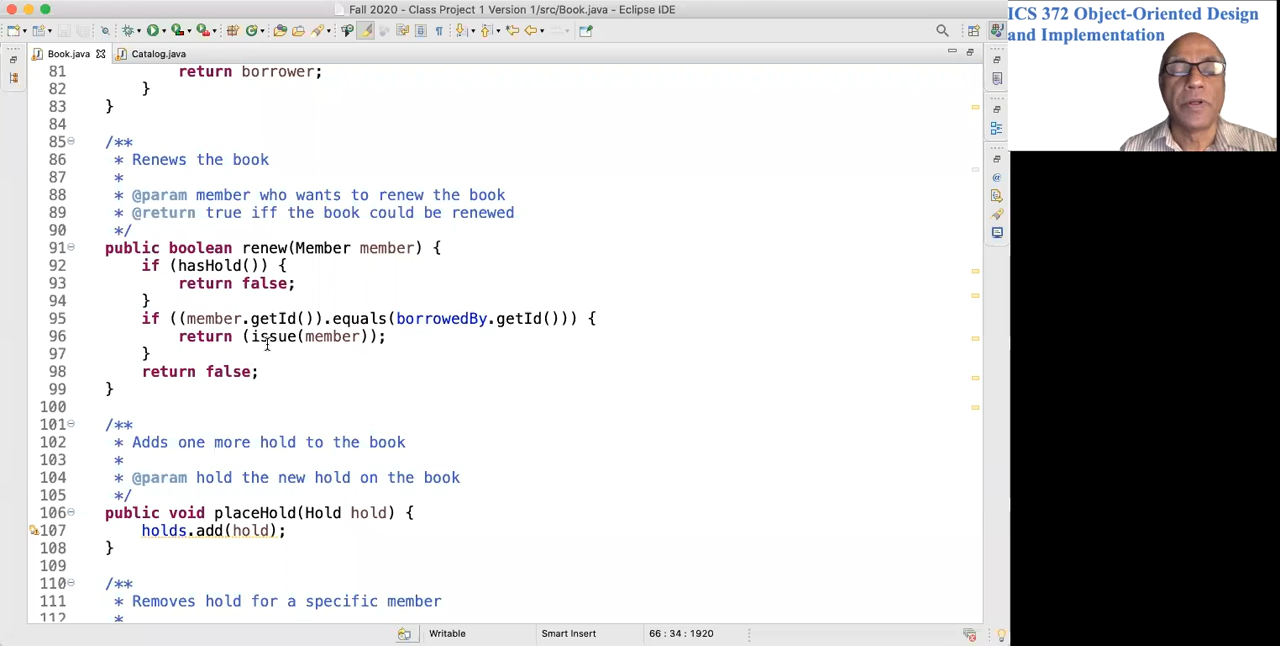 Fall 2020 - Class Project 1 Version 1/src/Book.java - Eclipse IDE
ICS 372 Object-Oriented Design
and Implementation
Book.java
Catalog.java
81 return borrower;
82 }
83 }
84
85 /**
86 * Renews the book
87 *
88 * @param member who wants to renew the book
89 * @return true iff the book could be renewed
90 */
91 public boolean renew(Member member) {
92 if (hasHold()) {
93 return false;
94 }
95 if ((member.getId()).equals(borrowedBy.getId())) {
96 return (issue(member));
97 }
98 return false;
99 }
100
101 /**
102 * Adds one more hold to the book
103 *
104 * @param hold the new hold on the book
105 */
106 public void placeHold(Hold hold) {
107 holds.add(hold);
108 }
109
110 /**
111 * Removes hold for a specific member
112 *
Writable
Smart Insert
66 : 34 : 1920